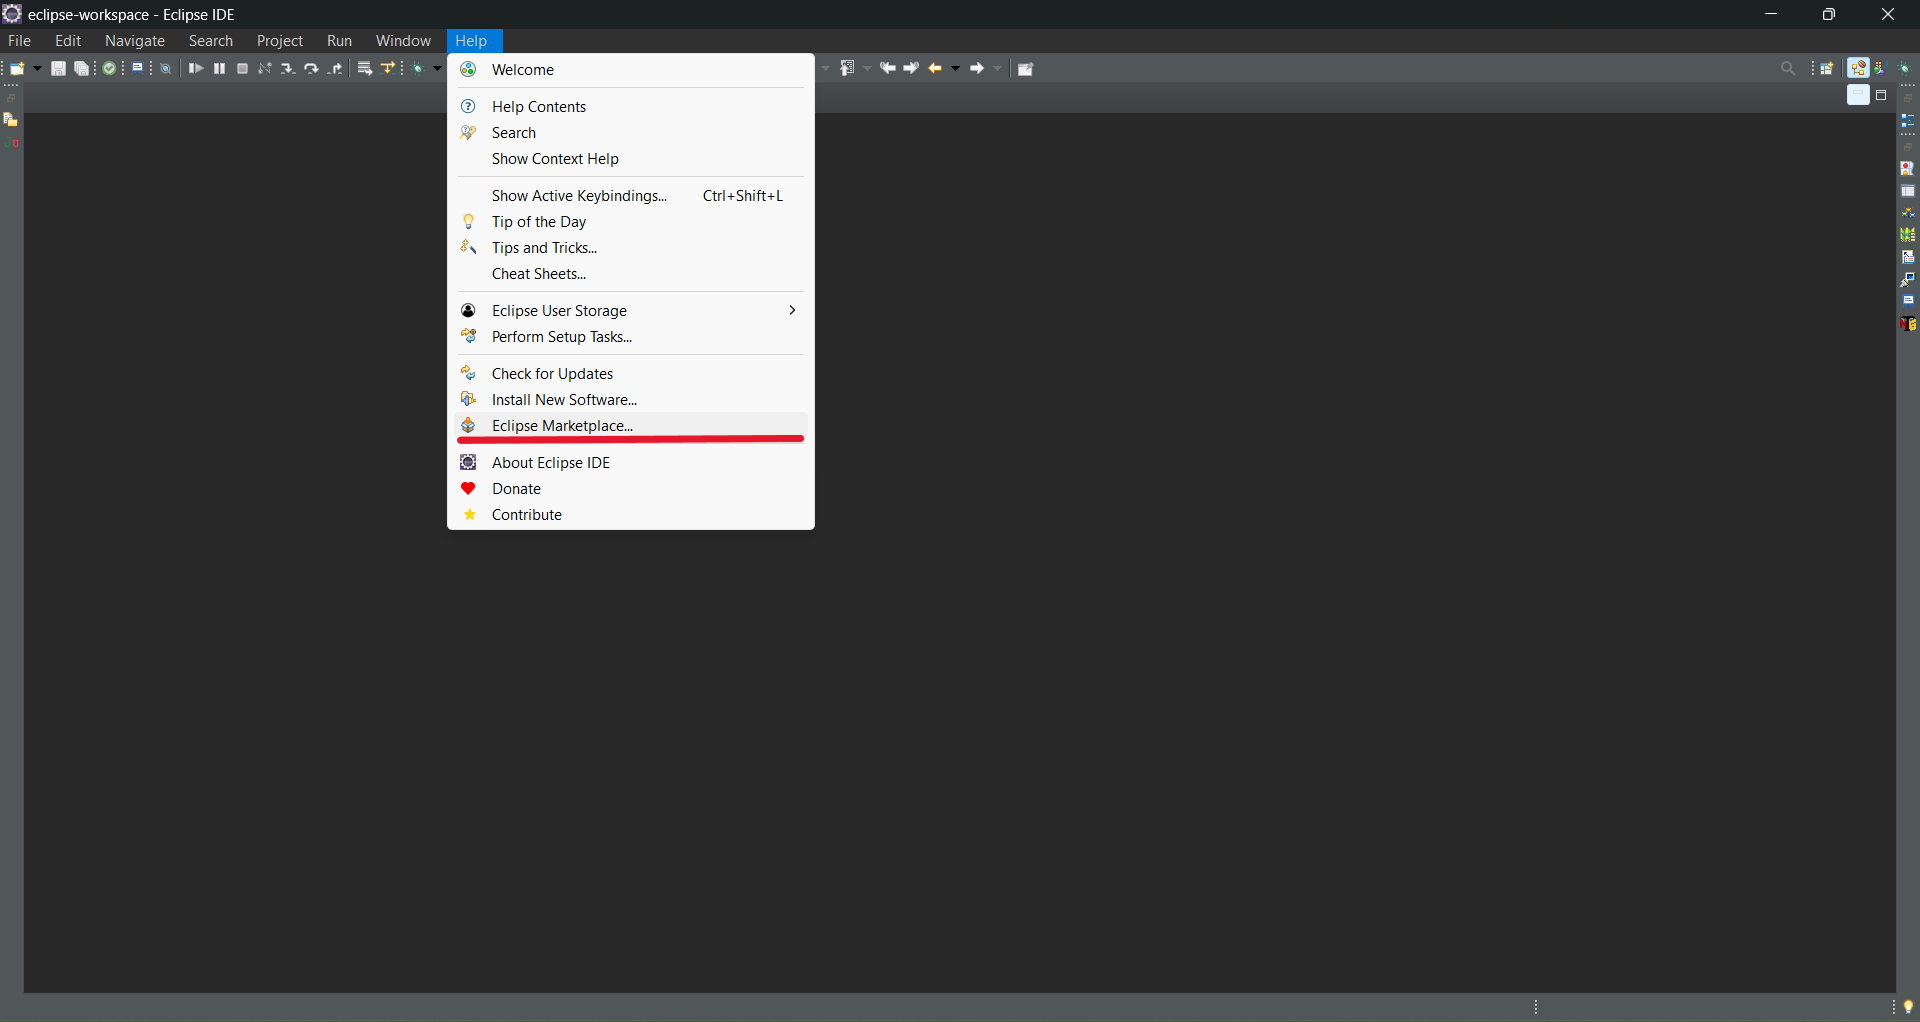 eclipse-workspace - Eclipse IDE
File Edit Navigate Search Project Run Window Help
Welcome
Help Contents
Search
Show Context Help
Show Active Keybindings... Ctrl+Shift+L
Tip of the Day
Tips and Tricks...
Cheat Sheets...
Eclipse User Storage
Perform Setup Tasks...
Check for Updates
Install New Software...
Eclipse Marketplace...
About Eclipse IDE
Donate
Contribute